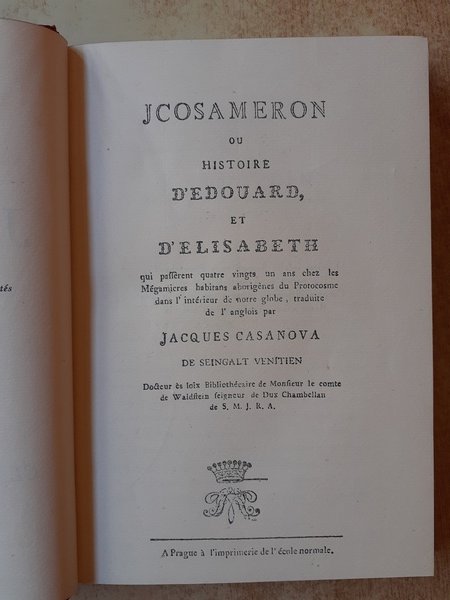 JCOSAMERON
OU
HISTOIRE
D'EDOUARD,
ET
D'ELISABETH
qui paſſèrent quatre vingts un ans chez les
Mégamicres habitans aborigènes du Protocosme
dans l'intérieur de notre globe, traduite
de l'anglois par
JACQUES CASANOVA
DE SEINGALT VENITIEN
Docteur ès loix Bibliothécaire de Monſieur le comte
de Waldſtein ſeigneur de Dux Chambellan
de S. M. J. R. A.
A Prague à l'imprimerie de l'école normale.
tés